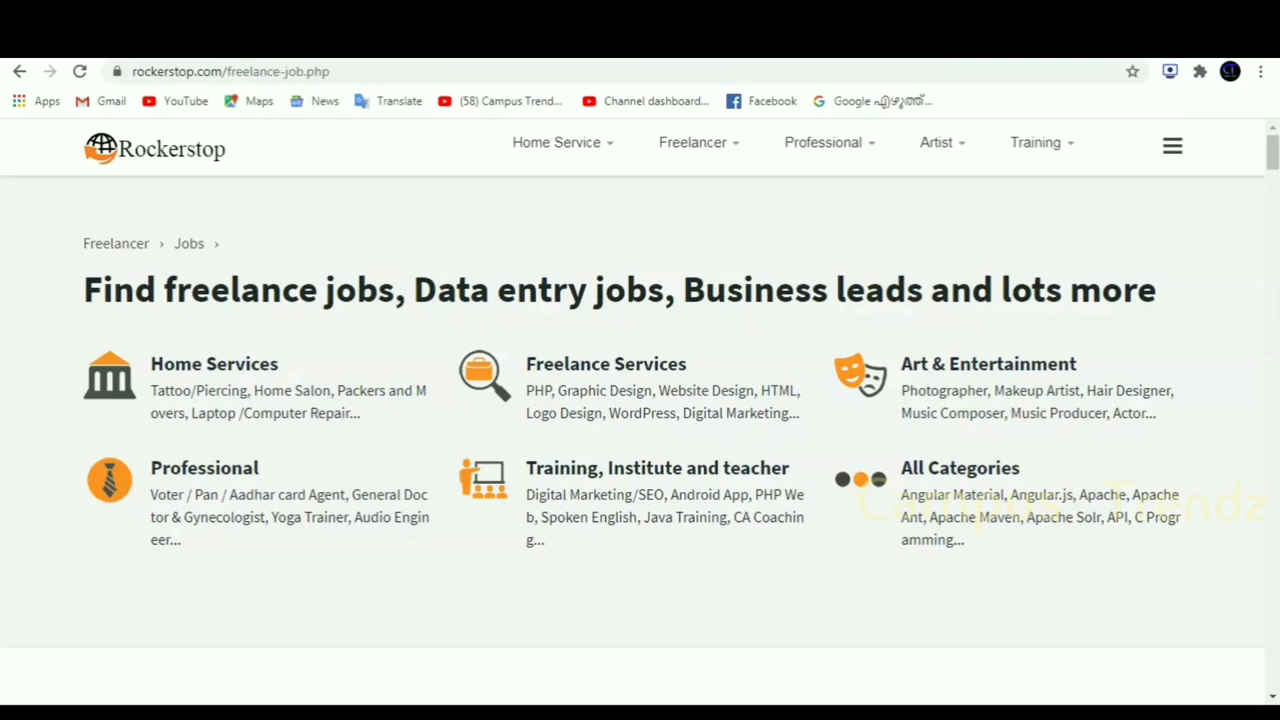 rockerstop.com/freelance-job.php
Apps Gmail YouTube Maps News Translate (58) Campus Trend... Channel dashboard... Facebook Google എഴുത്ത്...
Rockerstop Home Service Freelancer Professional Artist Training
Freelancer › Jobs ›
Find freelance jobs, Data entry jobs, Business leads and lots more
Home Services
Tattoo/Piercing, Home Salon, Packers and M
overs, Laptop /Computer Repair...
Freelance Services
PHP, Graphic Design, Website Design, HTML,
Logo Design, WordPress, Digital Marketing...
Art & Entertainment
Photographer, Makeup Artist, Hair Designer,
Music Composer, Music Producer, Actor...
Professional
Voter / Pan / Aadhar card Agent, General Doc
tor & Gynecologist, Yoga Trainer, Audio Engin
eer...
Training, Institute and teacher
Digital Marketing/SEO, Android App, PHP We
b, Spoken English, Java Training, CA Coachin
g...
All Categories
Angular Material, Angular.js, Apache, Apache
Ant, Apache Maven, Apache Solr, API, C Progr
amming...
Campus Trendz